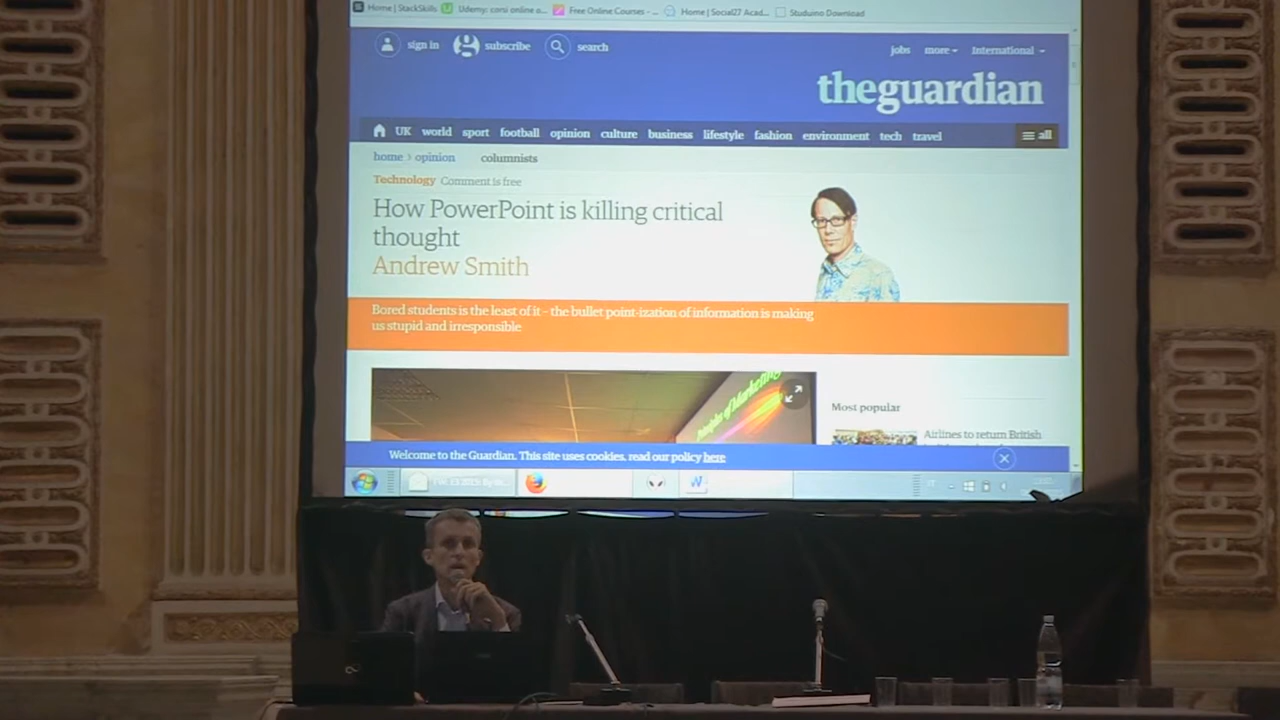 Home | StackSkills Udemy: corsi online o... Free Online Courses - ... Home | Social27 Acad... Studuino Download
sign in subscribe search jobs more International
theguardian
UK world sport football opinion culture business lifestyle fashion environment tech travel all
home > opinion columnists
Technology Comment is free
How PowerPoint is killing critical
thought
Andrew Smith
Bored students is the least of it – the bullet point-ization of information is making
us stupid and irresponsible
Principles of Marketing
Most popular
Airlines to return British
Welcome to the Guardian. This site uses cookies, read our policy here
W
IT